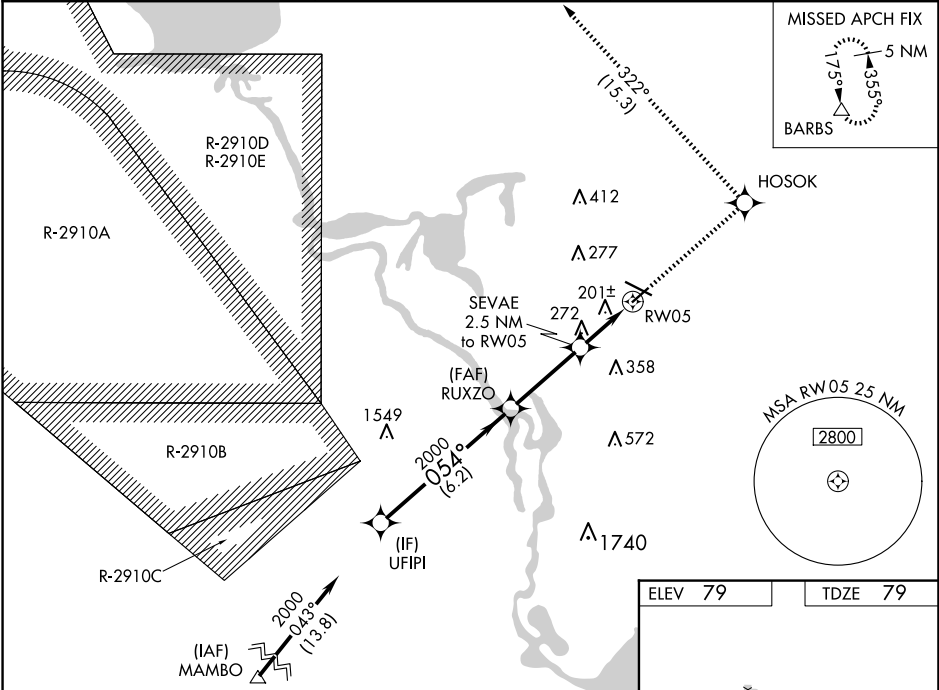 MISSED APCH FIX
5 NM
175°
355°
BARBS
322°
(15.3)
HOSOK
R-2910D
R-2910E
R-2910A
412
277
201±
272
SEVAE
2.5 NM
to RW05
RW05
358
(FAF)
RUXZO
1549
R-2910B
572
MSA RW05 25 NM
2800
2000
054°
(6.2)
(IF)
UFIPI
1740
R-2910C
2000
043°
(13.8)
(IAF)
MAMBO
ELEV 79
TDZE 79